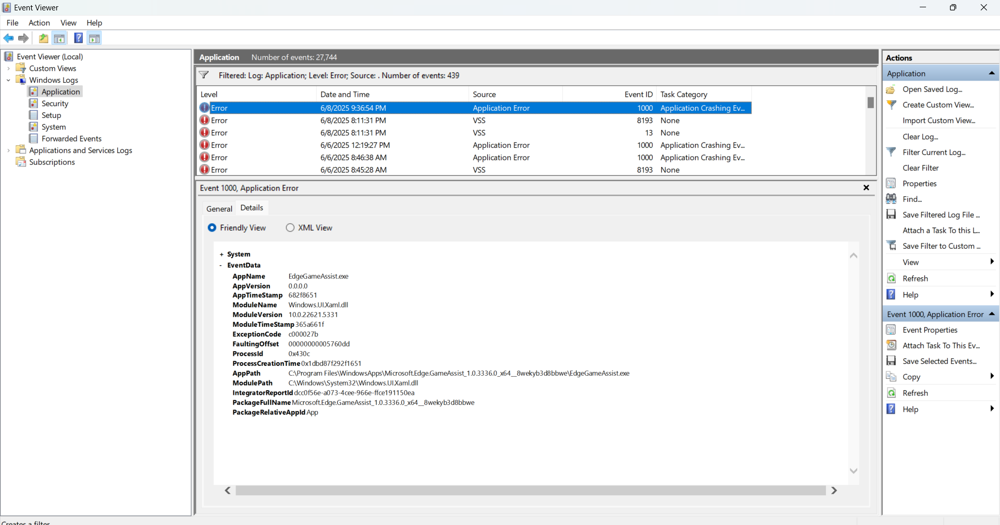 Event Viewer
File Action View Help
Event Viewer (Local)
Custom Views
Windows Logs
Application
Security
Setup
System
Forwarded Events
Applications and Services Logs
Subscriptions
Application Number of events: 27,744
Filtered: Log: Application; Level: Error; Source: . Number of events: 439
Level Date and Time Source Event ID Task Category
Error 6/8/2025 9:36:54 PM Application Error 1000 Application Crashing Ev...
Error 6/8/2025 8:11:31 PM VSS 8193 None
Error 6/8/2025 8:11:31 PM VSS 13 None
Error 6/6/2025 12:19:27 PM Application Error 1000 Application Crashing Ev...
Error 6/6/2025 8:46:38 AM Application Error 1000 Application Crashing Ev...
Error 6/6/2025 8:45:28 AM VSS 8193 None
Event 1000, Application Error
General Details
Friendly View XML View
+ System
- EventData
AppName EdgeGameAssist.exe
AppVersion 0.0.0.0
AppTimeStamp 682f8651
ModuleName Windows.UI.Xaml.dll
ModuleVersion 10.0.22621.5331
ModuleTimeStamp 365a661f
ExceptionCode c000027b
FaultingOffset 00000000005760dd
ProcessId 0x430c
ProcessCreationTime 0x1dbd87f292f1651
AppPath C:\Program Files\WindowsApps\Microsoft.Edge.GameAssist_1.0.3336.0_x64__8wekyb3d8bbwe\EdgeGameAssist.exe
ModulePath C:\Windows\System32\Windows.UI.Xaml.dll
IntegratorReportId dcc0f56e-a073-4cee-966e-ffce191150ea
PackageFullName Microsoft.Edge.GameAssist_1.0.3336.0_x64__8wekyb3d8bbwe
PackageRelativeAppId App
Actions
Application
Open Saved Log...
Create Custom View...
Import Custom View...
Clear Log...
Filter Current Log...
Clear Filter
Properties
Find...
Save Filtered Log File ...
Attach a Task To this L...
Save Filter to Custom ...
View
Refresh
Help
Event 1000, Application Error
Event Properties
Attach Task To This Ev...
Save Selected Events...
Copy
Refresh
Help
Creates a filter.